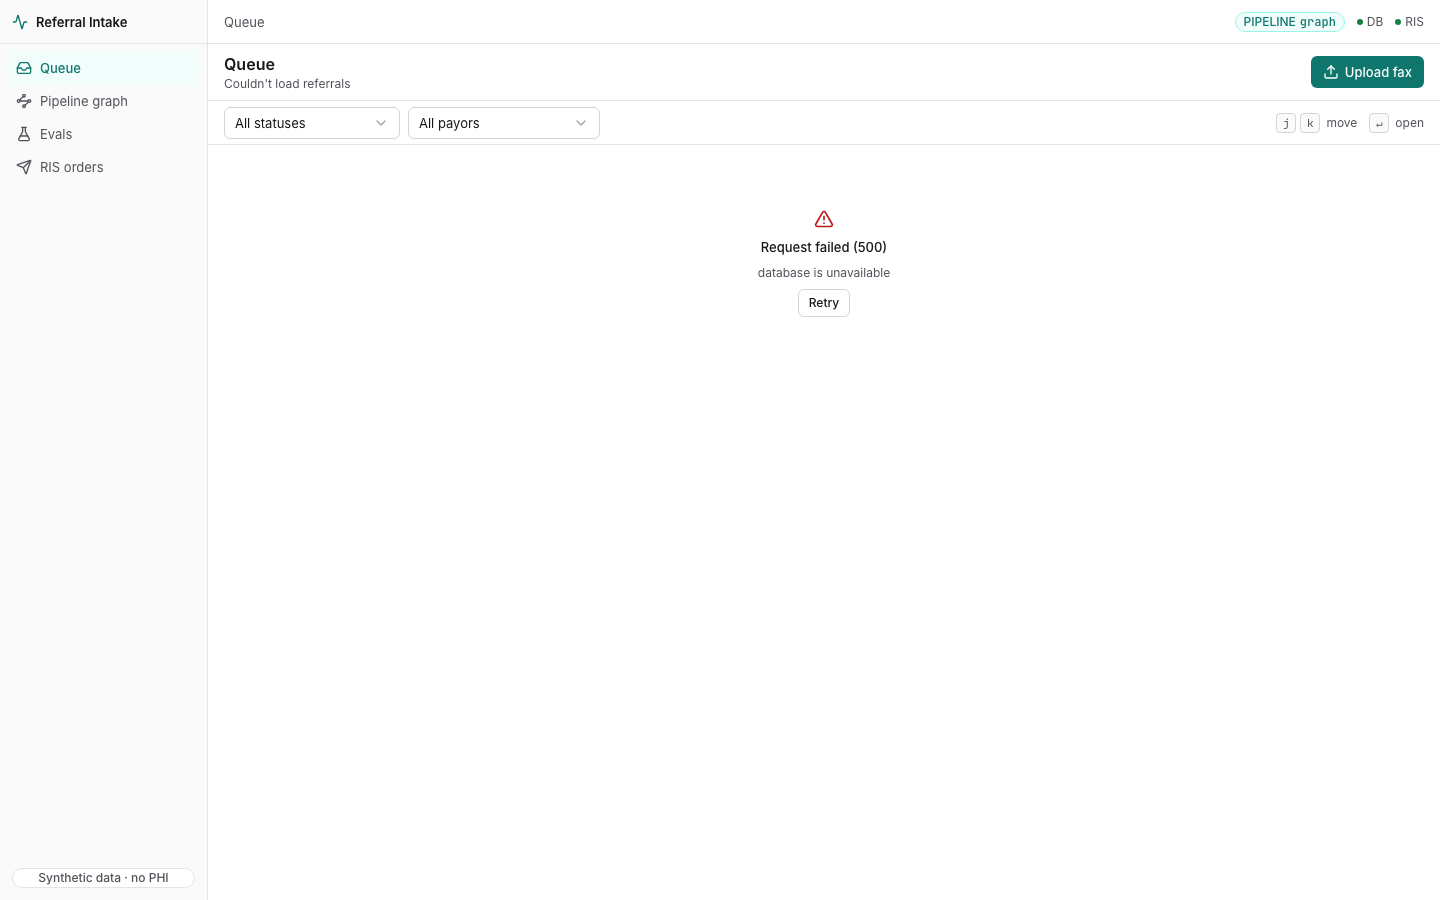 Referral Intake
Queue
PIPELINE graph
DB
RIS
Queue
Pipeline graph
Evals
RIS orders
Queue
Couldn't load referrals
Upload fax
All statuses
All payors
j k move ↵ open
Request failed (500)
database is unavailable
Retry
Synthetic data · no PHI